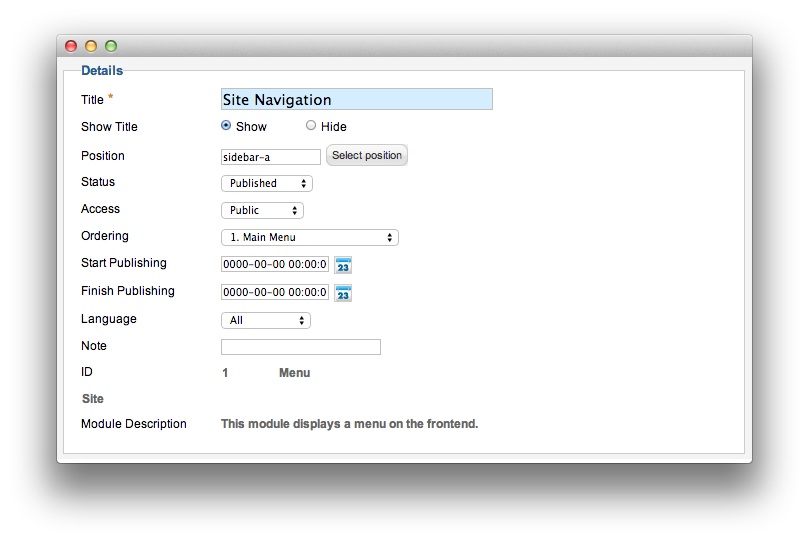 Details
Title * Site Navigation
Show Title Show Hide
Position sidebar-a Select position
Status Published
Access Public
Ordering 1. Main Menu
Start Publishing 0000-00-00 00:00:0 23
Finish Publishing 0000-00-00 00:00:0 23
Language All
Note
ID 1 Menu
Site
Module Description This module displays a menu on the frontend.